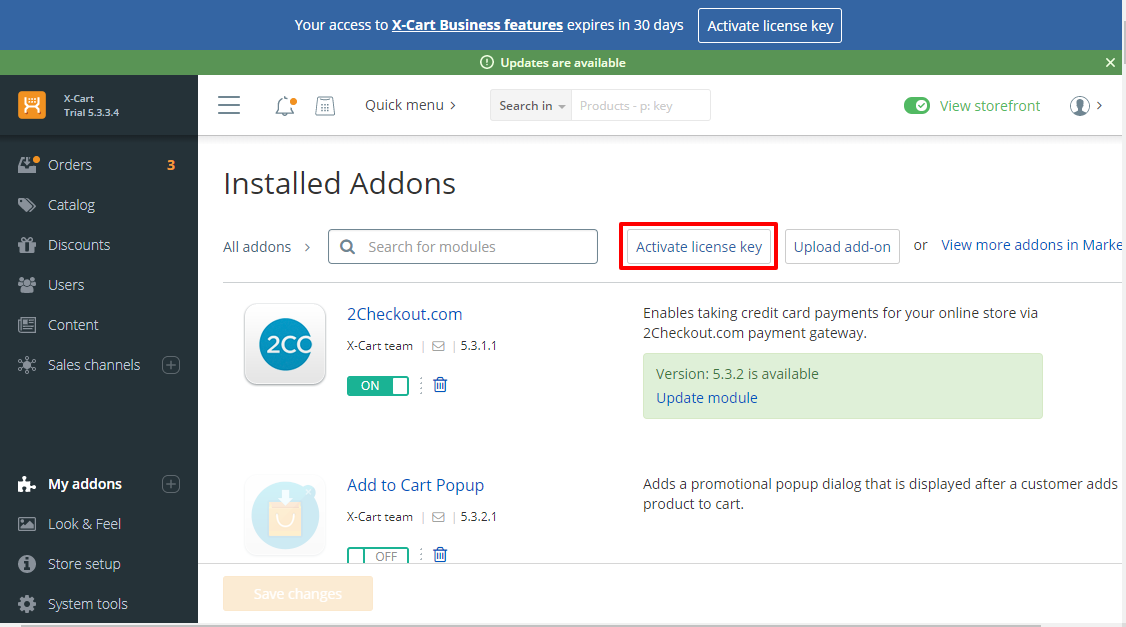 Your access to X-Cart Business features expires in 30 days
Activate license key
Updates are available
X-Cart
Trial 5.3.3.4
Quick menu
Search in
Products - p: key
View storefront
Orders 3
Catalog
Discounts
Users
Content
Sales channels
My addons
Look & Feel
Store setup
System tools
Installed Addons
All addons
Search for modules
Activate license key
Upload add-on
or
View more addons in Marke
2CO
2Checkout.com
X-Cart team | 5.3.1.1
ON
Enables taking credit card payments for your online store via
2Checkout.com payment gateway.
Version: 5.3.2 is available
Update module
Add to Cart Popup
X-Cart team | 5.3.2.1
OFF
Adds a promotional popup dialog that is displayed after a customer adds
product to cart.
Save changes